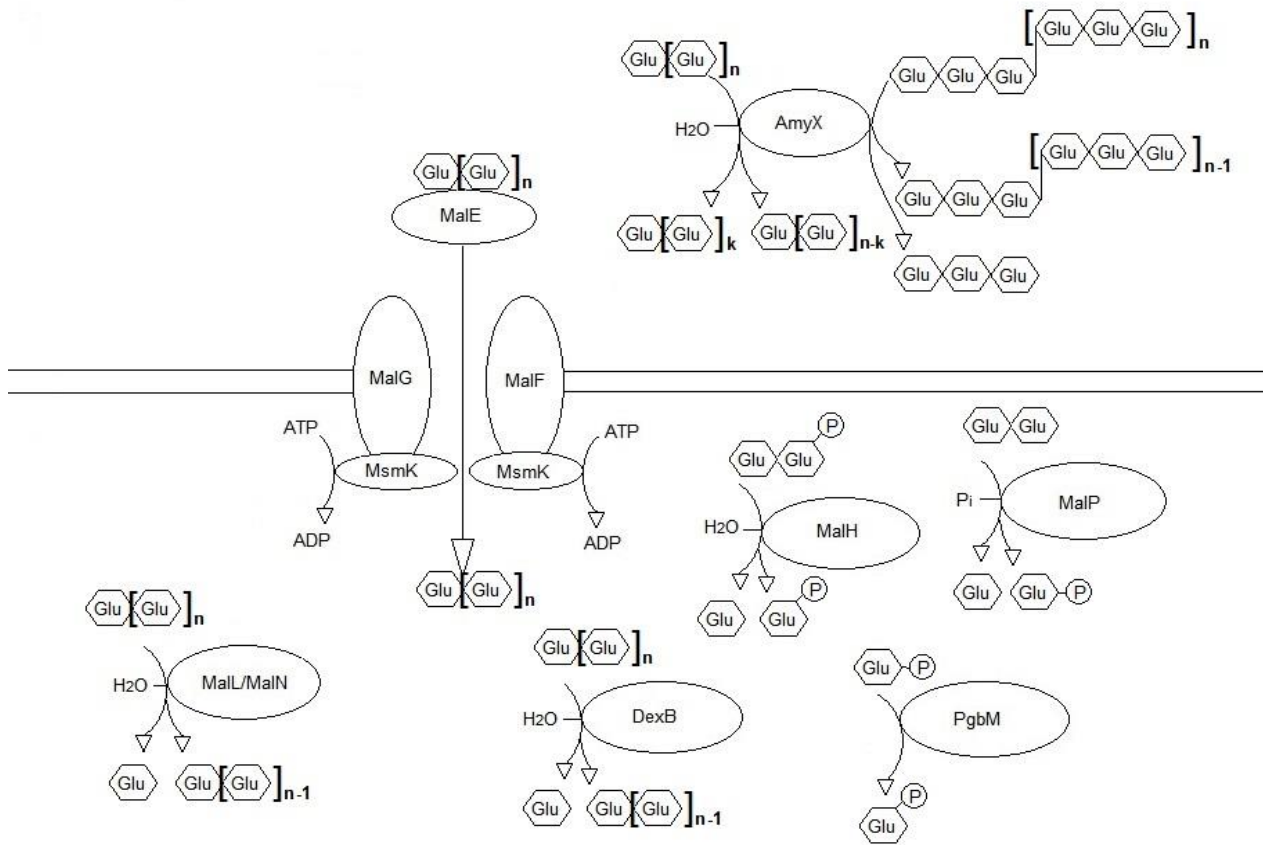 [Glu Glu Glu]n
Glu[Glu]n
Glu Glu Glu
H2O AmyX
Glu[Glu]n
MalE
[Glu Glu Glu]n-1
Glu Glu Glu
Glu[Glu]k Glu[Glu]n-k
Glu Glu Glu
MalG MalF
ATP ATP
MsmK MsmK
ADP ADP
Glu[Glu]n
P
Glu Glu
H2O MalH
P
Glu Glu
Glu Glu
Pi MalP
Glu Glu P
Glu[Glu]n
H2O MalL/MalN
Glu Glu[Glu]n-1
Glu[Glu]n
H2O DexB
Glu Glu[Glu]n-1
Glu P
PgbM
P
Glu